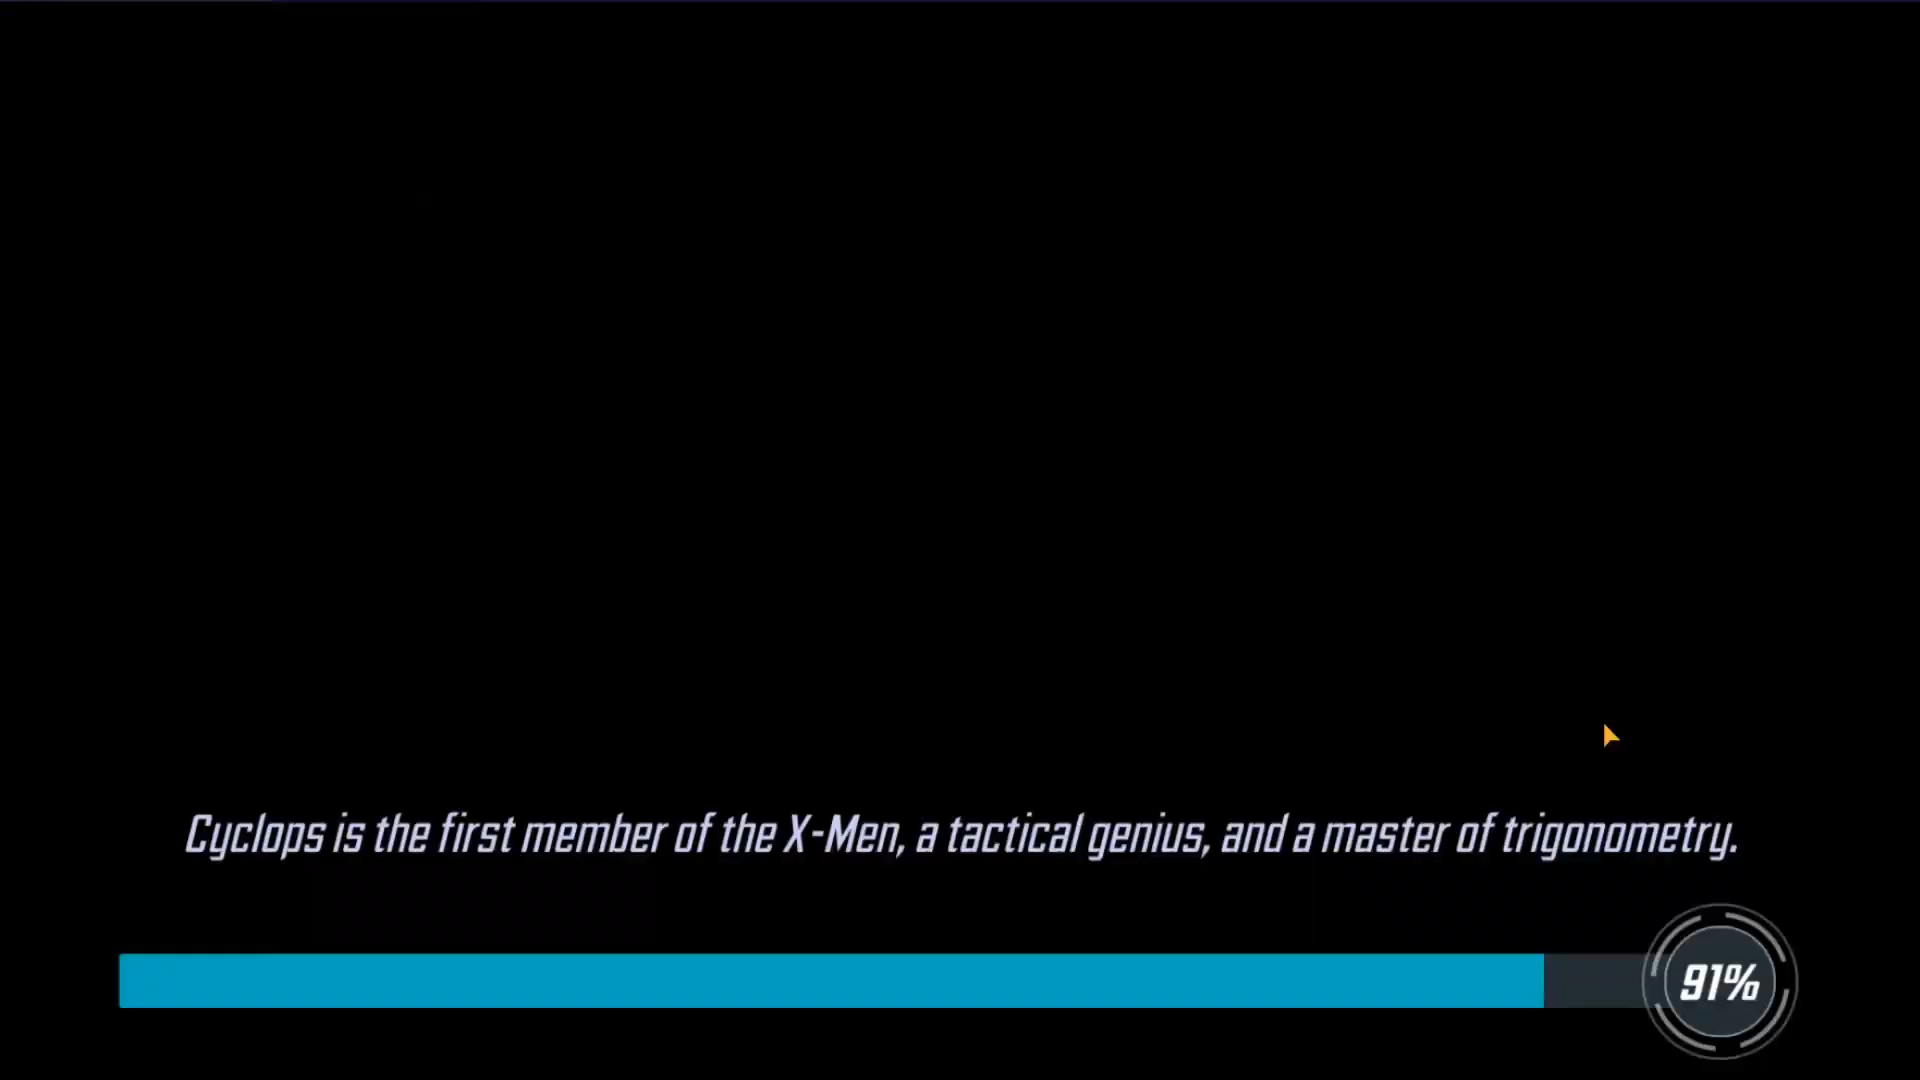 Cyclops is the first member of the X-Men, a tactical genius, and a master of trigonometry.
91%